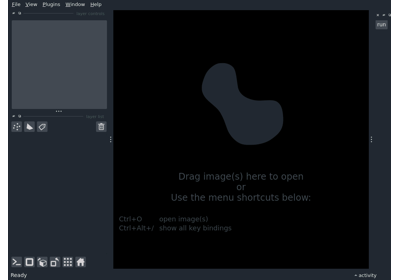 File View Plugins Window Help
layer controls
layer list
run
Drag image(s) here to open
or
Use the menu shortcuts below:
Ctrl+O open image(s)
Ctrl+Alt+/ show all key bindings
Ready
activity